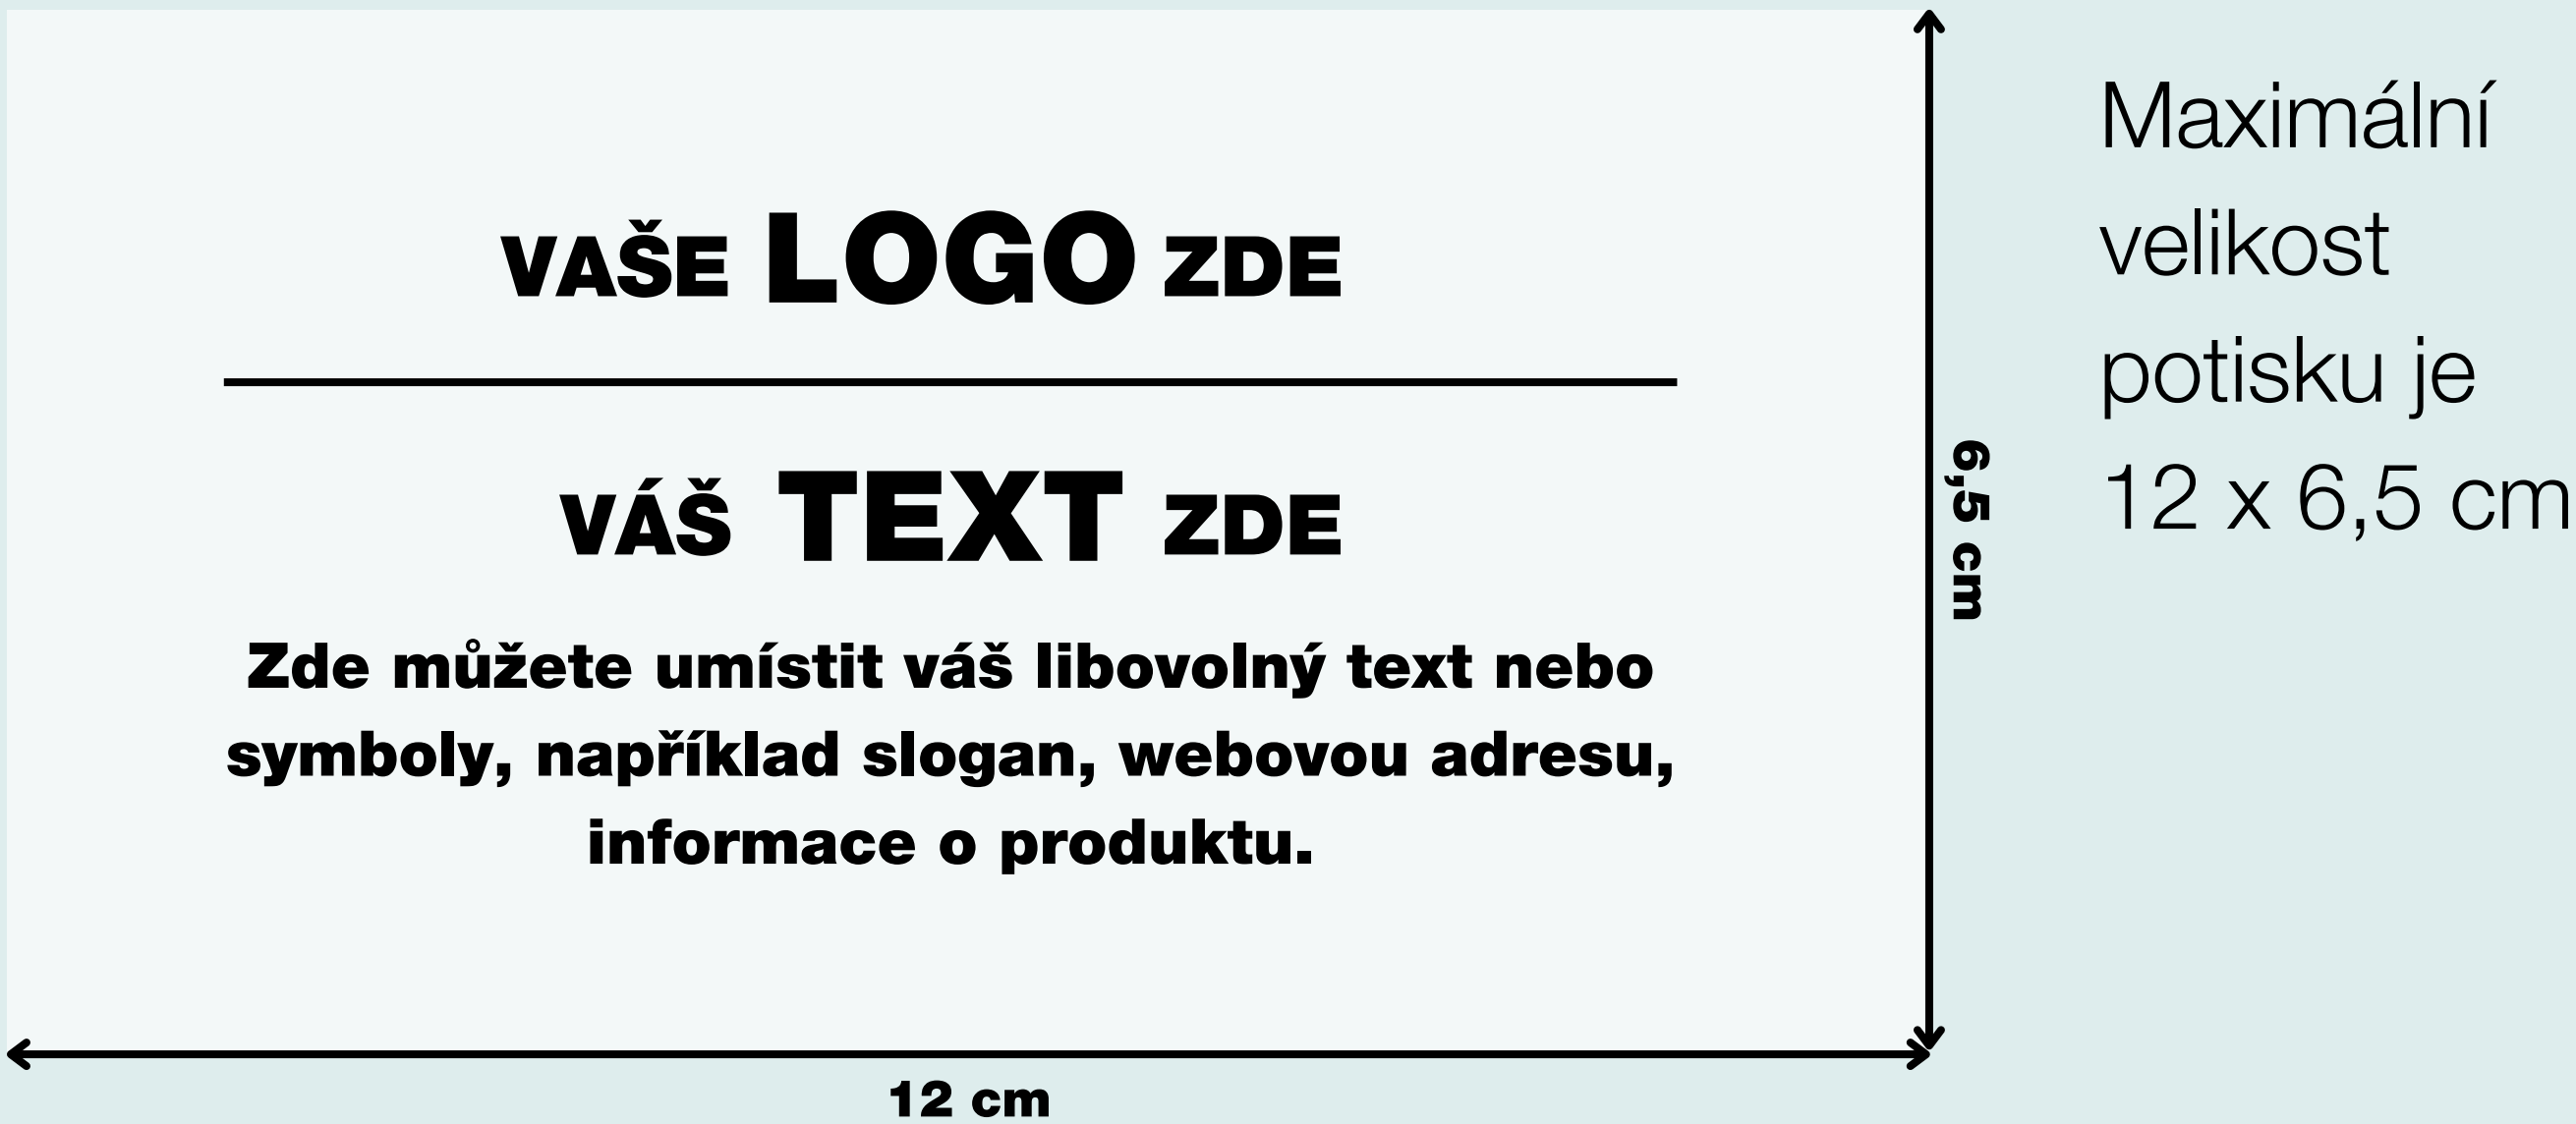 VAŠE LOGO ZDE
VÁŠ TEXT ZDE
Zde můžete umístit váš libovolný text nebo
symboly, například slogan, webovou adresu,
informace o produktu.
12 cm
6,5 cm
Maximální
velikost
potisku je
12 x 6,5 cm